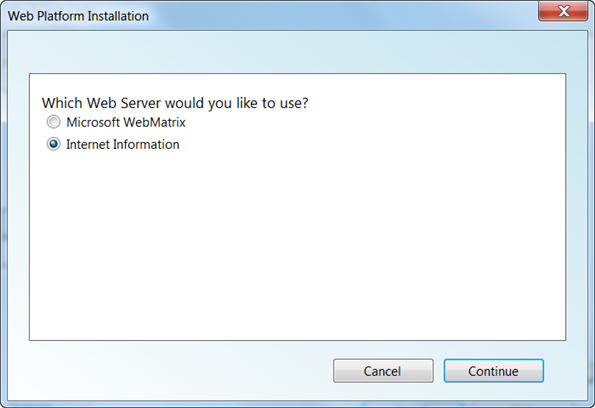 Web Platform Installation
Which Web Server would you like to use?
Microsoft WebMatrix
Internet Information
Cancel
Continue